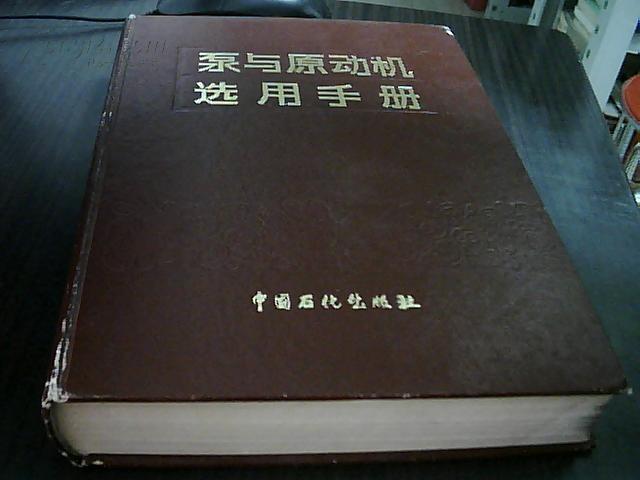 泵与原动机
选用手册
中国石化出版社